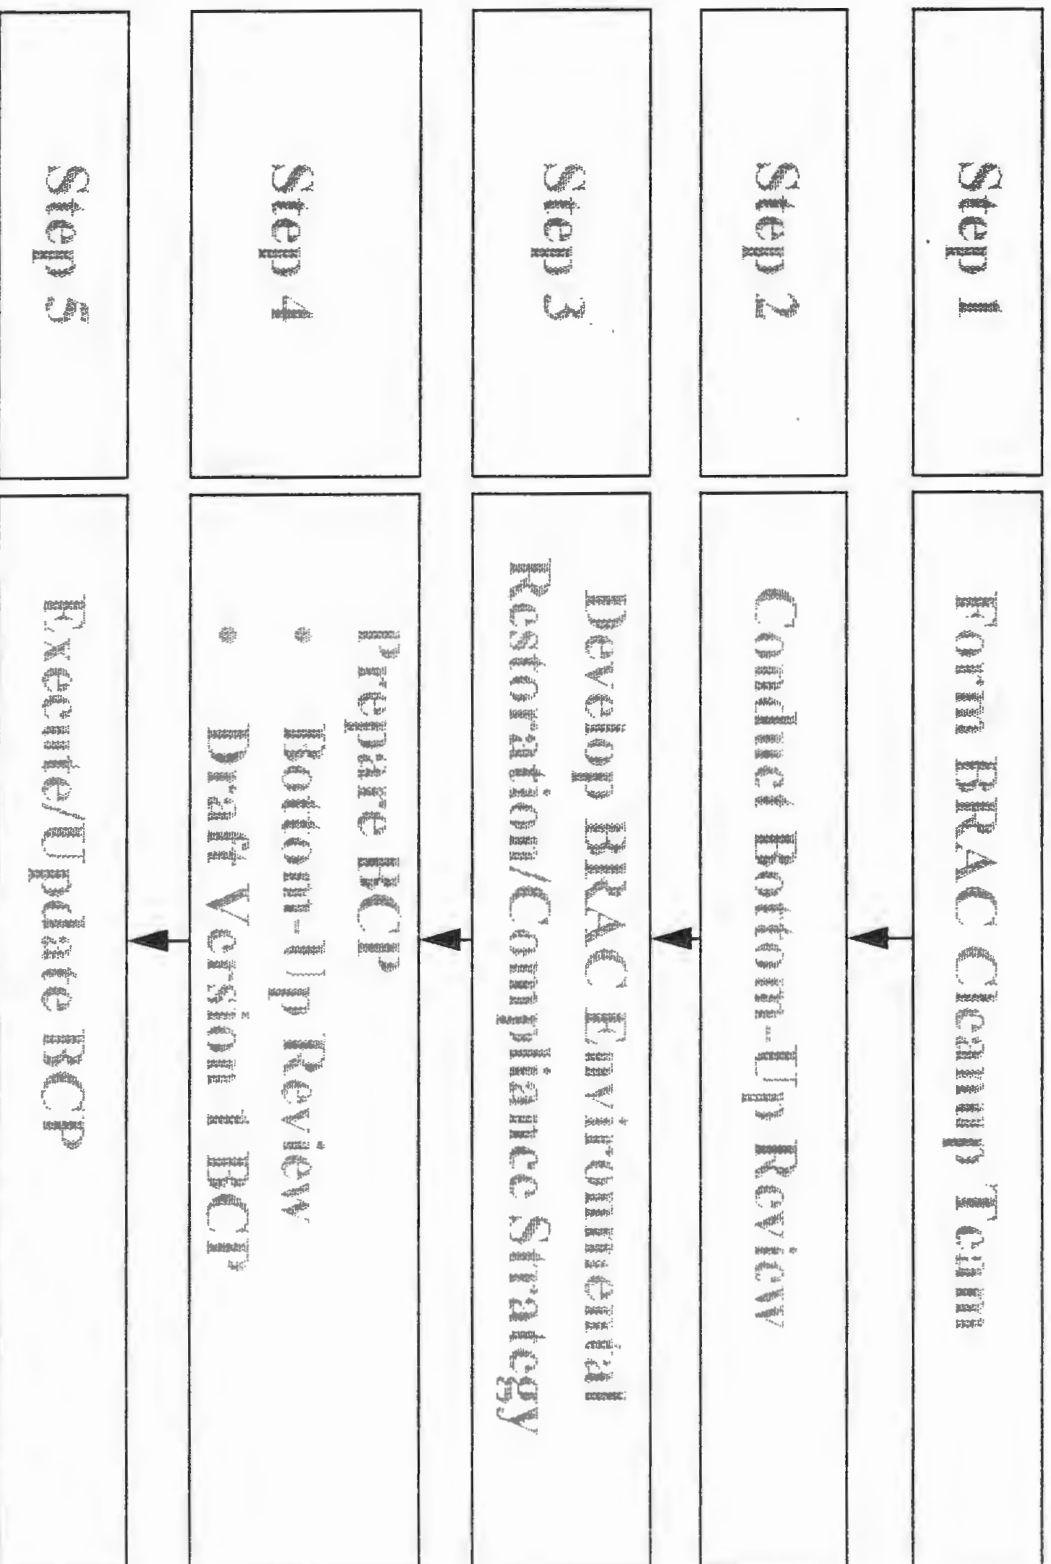 Step 1
Form BRAC Cleanup Team
Step 2
Conduct Bottom-Up Review
Step 3
Develop BRAC Environmental
Restoration/Compliance Strategy
Step 4
Prepare BCP
• Bottom-Up Review
• Draft Version 1 BCP
Step 5
Execute/Update BCP